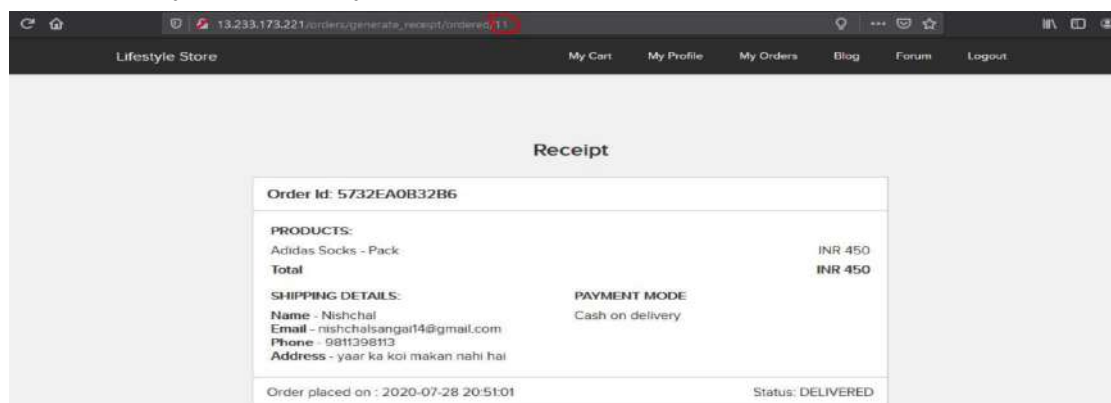 13.233.173.221/orders/generate_receipt/ordered/11
Lifestyle Store My Cart My Profile My Orders Blog Forum Logout
Receipt
Order Id: 5732EA0B32B6
PRODUCTS:
Adidas Socks - Pack INR 450
Total INR 450
SHIPPING DETAILS: PAYMENT MODE
Name - Nishchal Cash on delivery
Email - nishchalsangai14@gmail.com
Phone - 9811398113
Address - yaar ka koi makan nahi hai
Order placed on : 2020-07-28 20:51:01 Status: DELIVERED